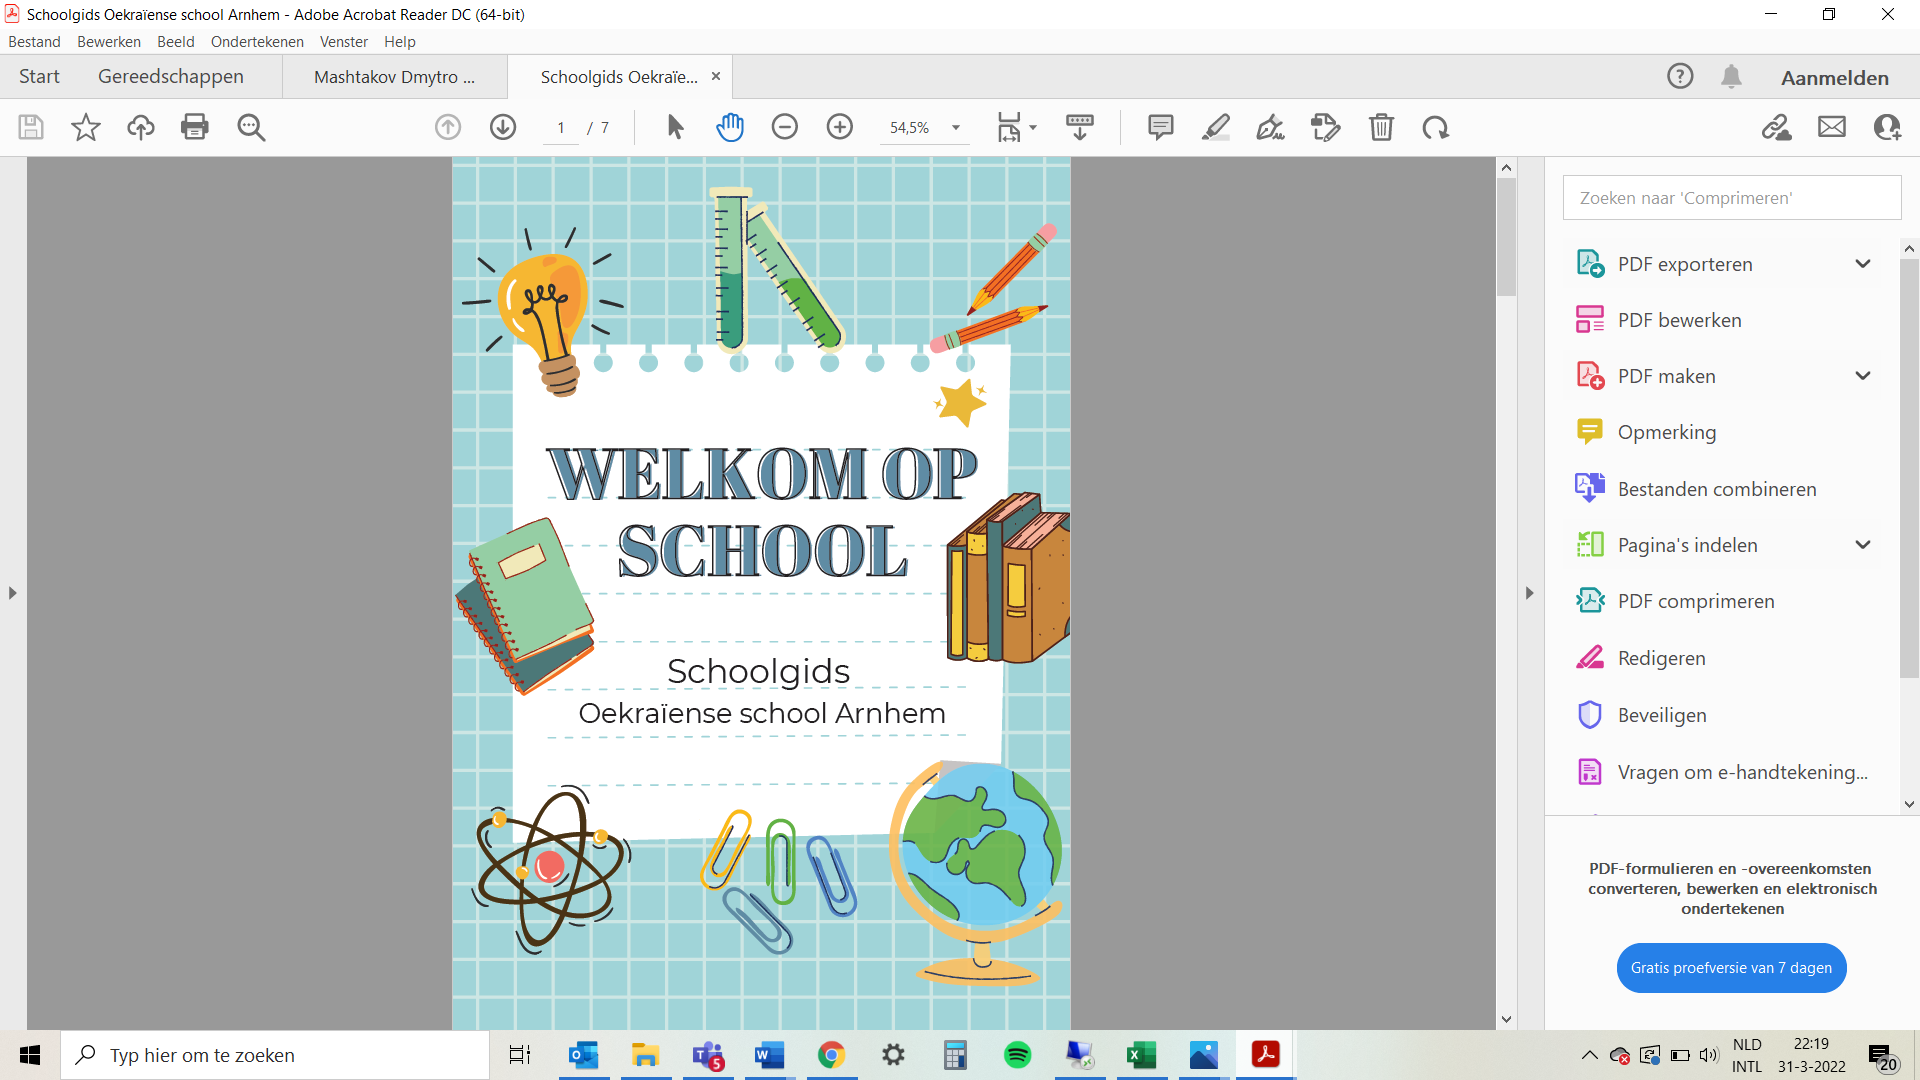 Schoolgids Oekraïense school Arnhem - Adobe Acrobat Reader DC (64-bit)
Bestand Bewerken Beeld Ondertekenen Venster Help
Start Gereedschappen Mashtakov Dmytro ... Schoolgids Oekraïe... Aanmelden
1 / 7 54,5%
WELKOM OP
SCHOOL
Schoolgids
Oekraïense school Arnhem
Zoeken naar 'Comprimeren'
PDF exporteren
PDF bewerken
PDF maken
Opmerking
Bestanden combineren
Pagina's indelen
PDF comprimeren
Redigeren
Beveiligen
Vragen om e-handtekening...
PDF-formulieren en -overeenkomsten
converteren, bewerken en elektronisch
ondertekenen
Gratis proefversie van 7 dagen
Typ hier om te zoeken
5
NLD
INTL
22:19
31-3-2022
20